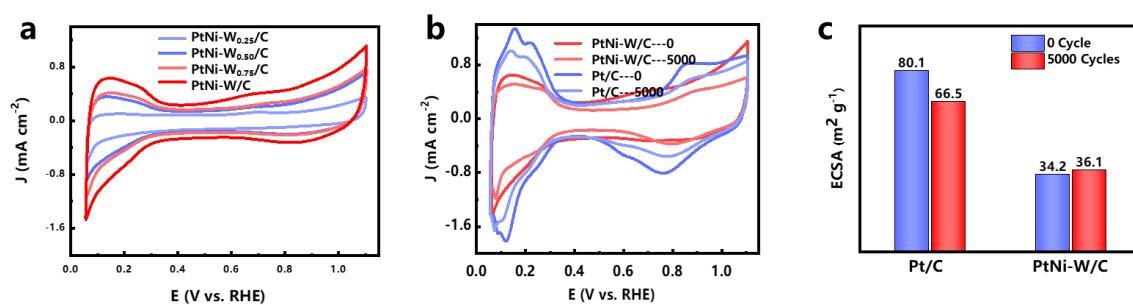 a
PtNi-W0.25/C
PtNi-W0.50/C
PtNi-W0.75/C
PtNi-W/C
J (mA cm-2)
0.8
0.0
-0.8
-1.6
0.0 0.2 0.4 0.6 0.8 1.0
E (V vs. RHE)
b
PtNi-W/C---0
PtNi-W/C---5000
Pt/C---0
Pt/C---5000
J (mA cm-2)
0.8
0.0
-0.8
-1.6
0.0 0.2 0.4 0.6 0.8 1.0
E (V vs. RHE)
c
0 Cycle
5000 Cycles
80.1
66.5
34.2
36.1
ECSA (m2 g-1)
Pt/C
PtNi-W/C